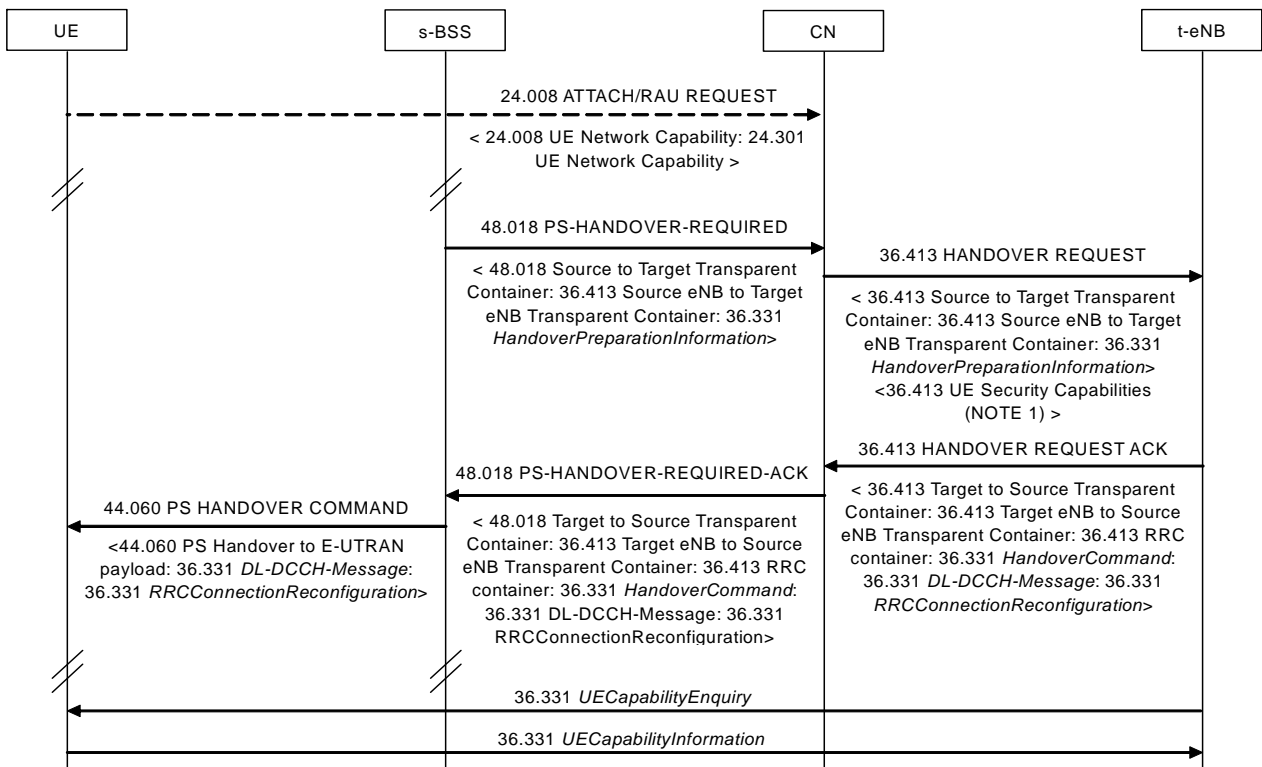 UE
s-BSS
CN
t-eNB
24.008 ATTACH/RAU REQUEST
< 24.008 UE Network Capability: 24.301
UE Network Capability >
48.018 PS-HANDOVER-REQUIRED
< 48.018 Source to Target Transparent
Container: 36.413 Source eNB to Target
eNB Transparent Container: 36.331
HandoverPreparationInformation>
36.413 HANDOVER REQUEST
< 36.413 Source to Target Transparent
Container: 36.413 Source eNB to Target
eNB Transparent Container: 36.331
HandoverPreparationInformation>
<36.413 UE Security Capabilities
(NOTE 1) >
36.413 HANDOVER REQUEST ACK
< 36.413 Target to Source Transparent
Container: 36.413 Target eNB to Source
eNB Transparent Container: 36.413 RRC
container: 36.331 HandoverCommand:
36.331 DL-DCCH-Message: 36.331
RRCConnectionReconfiguration>
48.018 PS-HANDOVER-REQUIRED-ACK
< 48.018 Target to Source Transparent
Container: 36.413 Target eNB to Source
eNB Transparent Container: 36.413 RRC
container: 36.331 HandoverCommand:
36.331 DL-DCCH-Message: 36.331
RRCConnectionReconfiguration>
44.060 PS HANDOVER COMMAND
<44.060 PS Handover to E-UTRAN
payload: 36.331 DL-DCCH-Message:
36.331 RRCConnectionReconfiguration>
36.331 UECapabilityEnquiry
36.331 UECapabilityInformation